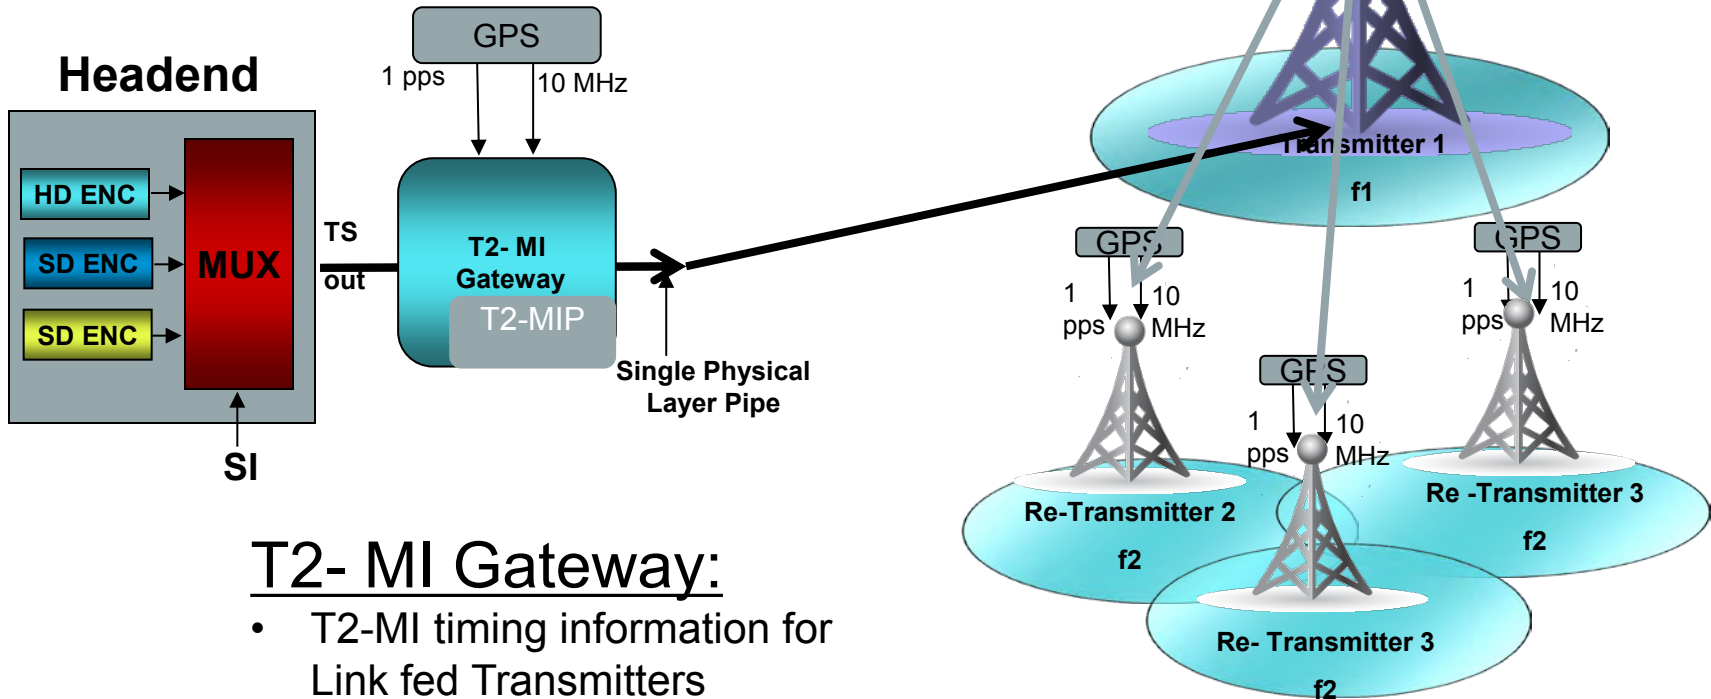 Headend
GPS
1 pps
10 MHz
HD ENC
SD ENC
SD ENC
MUX
SI
TS
out
T2- MI
Gateway
T2-MIP
Single Physical
Layer Pipe
Transmitter 1
f1
GPS
1
pps
10
MHz
Re-Transmitter 2
f2
GPS
1
pps
10
MHz
Re- Transmitter 3
f2
GPS
1
pps
10
MHz
Re -Transmitter 3
f2
T2- MI Gateway:
• T2-MI timing information for
Link fed Transmitters